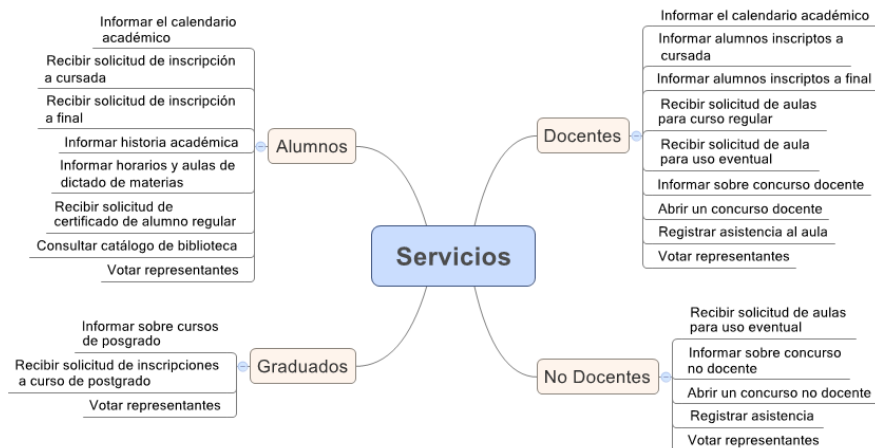 Informar el calendario
académico
Recibir solicitud de inscripción
a cursada
Recibir solicitud de inscripción
a final
Informar historia académica
Informar horarios y aulas de
dictado de materias
Recibir solicitud de
certificado de alumno regular
Consultar catálogo de biblioteca
Votar representantes
Alumnos
Informar sobre cursos
de posgrado
Recibir solicitud de inscripciones
a curso de postgrado
Votar representantes
Graduados
Servicios
Docentes
Informar el calendario académico
Informar alumnos inscriptos a
cursada
Informar alumnos inscriptos a final
Recibir solicitud de aulas
para curso regular
Recibir solicitud de aula
para uso eventual
Informar sobre concurso docente
Abrir un concurso docente
Registrar asistencia al aula
Votar representantes
No Docentes
Recibir solicitud de aulas
para uso eventual
Informar sobre concurso
no docente
Abrir un concurso no docente
Registrar asistencia
Votar representantes